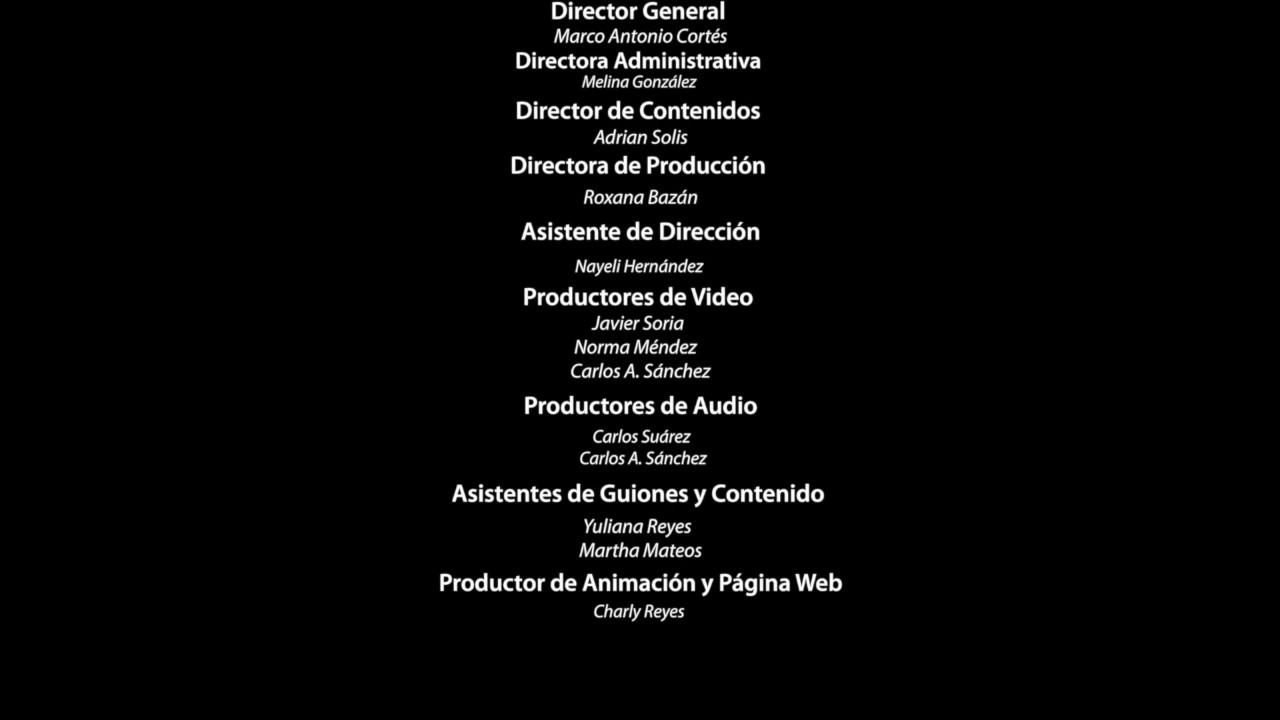 Director General
Marco Antonio Cortés
Directora Administrativa
Melina González
Director de Contenidos
Adrian Solis
Directora de Producción
Roxana Bazán
Asistente de Dirección
Nayeli Hernández
Productores de Video
Javier Soria
Norma Méndez
Carlos A. Sánchez
Productores de Audio
Carlos Suárez
Carlos A. Sánchez
Asistentes de Guiones y Contenido
Yuliana Reyes
Martha Mateos
Productor de Animación y Página Web
Charly Reyes